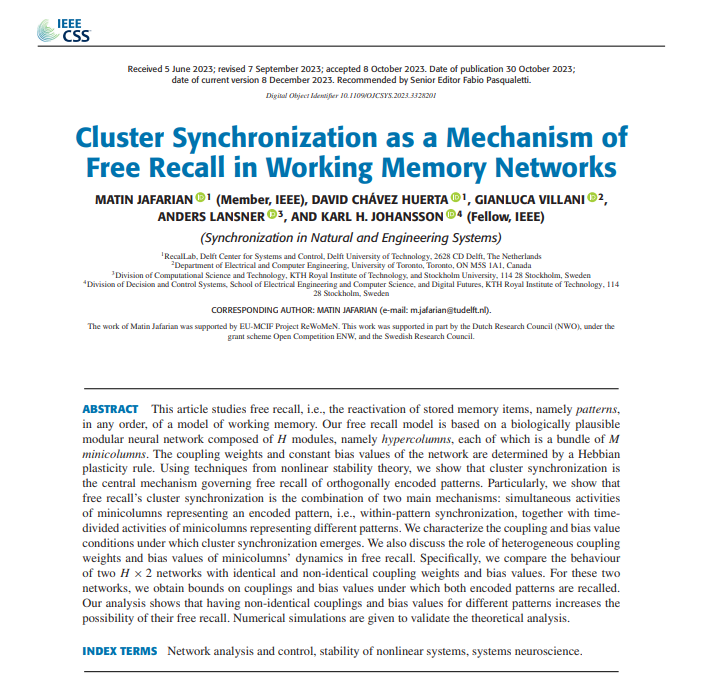 IEEE
CSS
Received 5 June 2023; revised 7 September 2023; accepted 8 October 2023. Date of publication 30 October 2023;
date of current version 8 December 2023. Recommended by Senior Editor Fabio Pasqualetti.
Digital Object Identifier 10.1109/OJCSYS.2023.3328201
Cluster Synchronization as a Mechanism of
Free Recall in Working Memory Networks
MATIN JAFARIAN iD 1 (Member, IEEE), DAVID CHÁVEZ HUERTA iD 1, GIANLUCA VILLANI iD 2,
ANDERS LANSNER iD 3, AND KARL H. JOHANSSON iD 4 (Fellow, IEEE)
(Synchronization in Natural and Engineering Systems)
1RecalLab, Delft Center for Systems and Control, Delft University of Technology, 2628 CD Delft, The Netherlands
2Department of Electrical and Computer Engineering, University of Toronto, Toronto, ON M5S 1A1, Canada
3Division of Computational Science and Technology, KTH Royal Institute of Technology, and Stockholm University, 114 28 Stockholm, Sweden
4Division of Decision and Control Systems, School of Electrical Engineering and Computer Science, and Digital Futures, KTH Royal Institute of Technology, 114
28 Stockholm, Sweden
CORRESPONDING AUTHOR: MATIN JAFARIAN (e-mail: m.jafarian@tudelft.nl).
The work of Matin Jafarian was supported by EU-MCIF Project ReWoMeN. This work was supported in part by the Dutch Research Council (NWO), under the
grant scheme Open Competition ENW, and the Swedish Research Council.
ABSTRACT This article studies free recall, i.e., the reactivation of stored memory items, namely patterns,
in any order, of a model of working memory. Our free recall model is based on a biologically plausible
modular neural network composed of H modules, namely hypercolumns, each of which is a bundle of M
minicolumns. The coupling weights and constant bias values of the network are determined by a Hebbian
plasticity rule. Using techniques from nonlinear stability theory, we show that cluster synchronization is
the central mechanism governing free recall of orthogonally encoded patterns. Particularly, we show that
free recall's cluster synchronization is the combination of two main mechanisms: simultaneous activities
of minicolumns representing an encoded pattern, i.e., within-pattern synchronization, together with time-
divided activities of minicolumns representing different patterns. We characterize the coupling and bias value
conditions under which cluster synchronization emerges. We also discuss the role of heterogeneous coupling
weights and bias values of minicolumns' dynamics in free recall. Specifically, we compare the behaviour
of two H × 2 networks with identical and non-identical coupling weights and bias values. For these two
networks, we obtain bounds on couplings and bias values under which both encoded patterns are recalled.
Our analysis shows that having non-identical couplings and bias values for different patterns increases the
possibility of their free recall. Numerical simulations are given to validate the theoretical analysis.
INDEX TERMS Network analysis and control, stability of nonlinear systems, systems neuroscience.